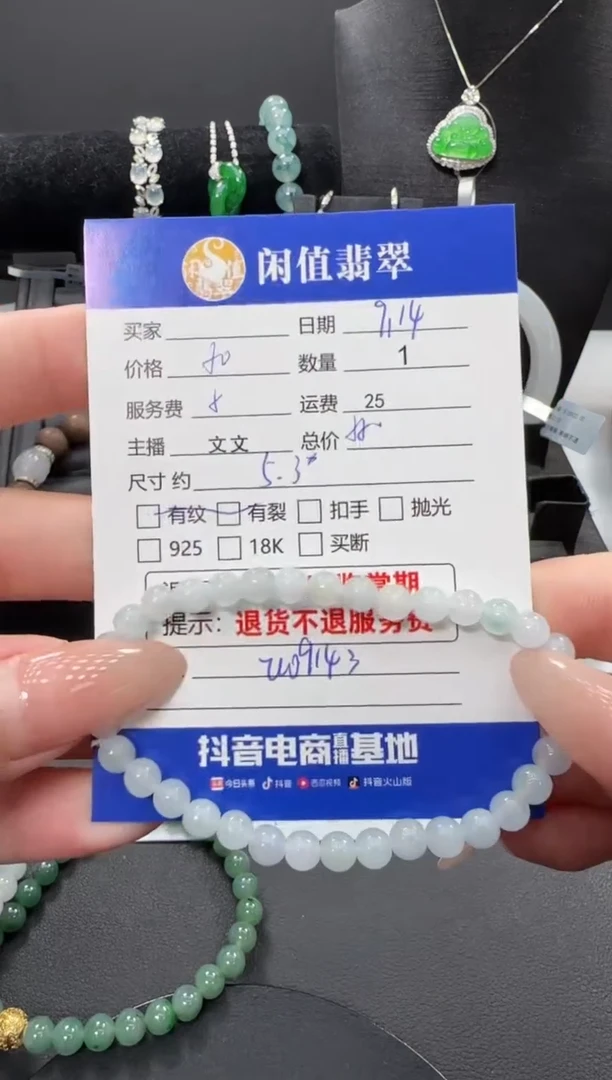 闲值翡翠
买家 日期 9.14
价格 数量 1
服务费 运费 25
主播 文文 总价
尺寸 约 5.3*
有纹 有裂 扣手 抛光
925 18K 买断
常期
提示：退货不退服务费
抖音电商直播基地
今日头条 抖音 西瓜视频 抖音火山版